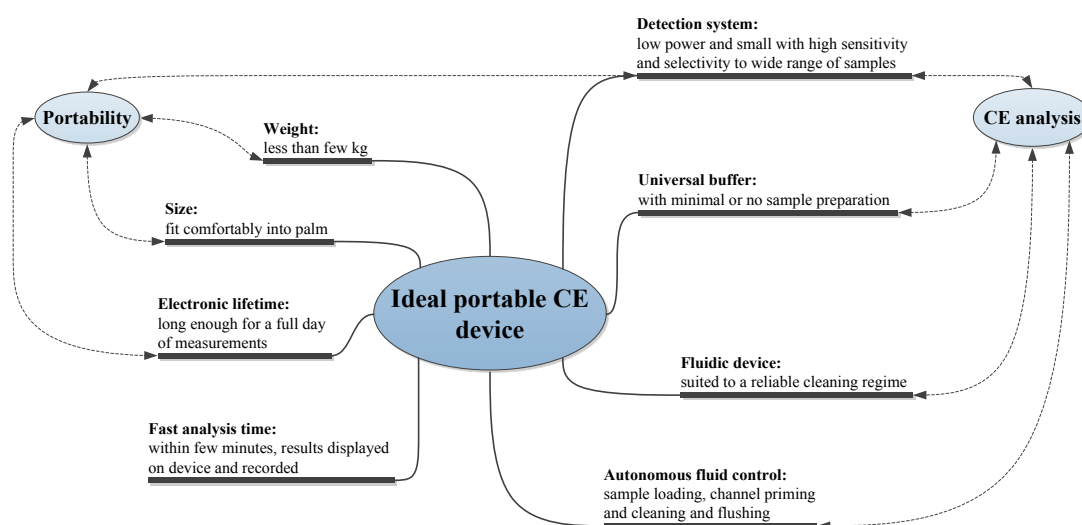 Detection system:
low power and small with high sensitivity
and selectivity to wide range of samples
Portability
CE analysis
Weight:
less than few kg
Universal buffer:
with minimal or no sample preparation
Size:
fit comfortably into palm
Ideal portable CE
device
Electronic lifetime:
long enough for a full day
of measurements
Fluidic device:
suited to a reliable cleaning regime
Fast analysis time:
within few minutes, results displayed
on device and recorded
Autonomous fluid control:
sample loading, channel priming
and cleaning and flushing